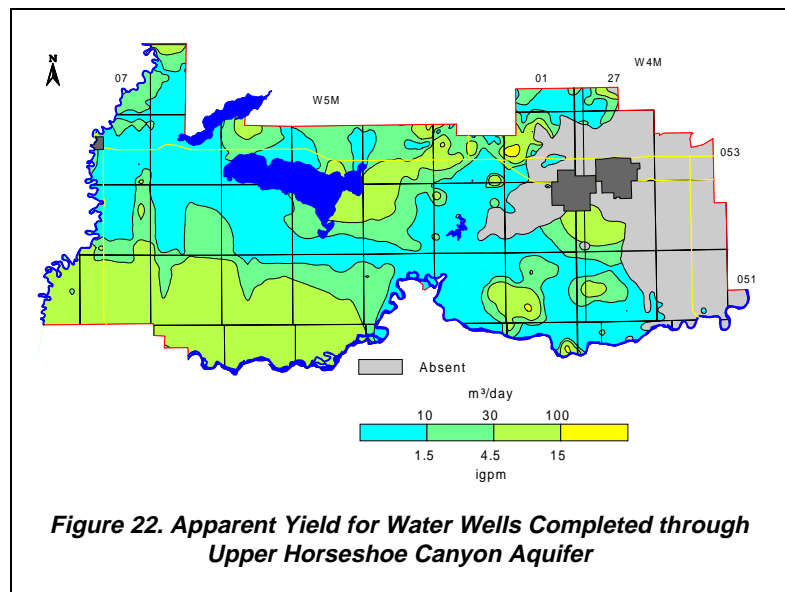 N
W4M
07
W5M
01 27
053
051
Absent
m³/day
10 30 100
1.5 4.5 15
igpm
Figure 22. Apparent Yield for Water Wells Completed through
Upper Horseshoe Canyon Aquifer